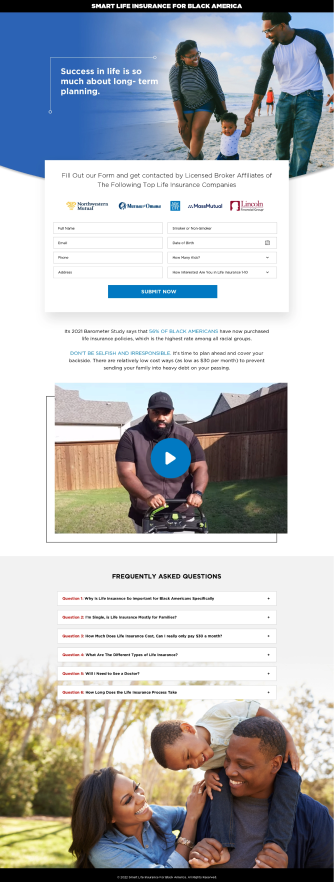 SMART LIFE INSURANCE FOR BLACK AMERICA
Success in life is so
much about long- term
planning.
Fill Out our Form and get contacted by Licensed Broker Affiliates of
The Following Top Life Insurance Companies
Northwestern
Mutual
Mutual of Omaha
MassMutual
Lincoln
Financial Group
Full Name
Smoker or Non-Smoker
Email
Date of Birth
Phone
How Many Kids?
Address
How Interested Are You in Life Insurance 1-10
SUBMIT NOW
Its 2021 Barometer Study says that 56% OF BLACK AMERICANS have now purchased
life insurance policies, which is the highest rate among all racial groups.
DON'T BE SELFISH AND IRRESPONSIBLE. It's time to plan ahead and cover your
backside. There are relatively low cost ways (as low as $30 per month) to prevent
sending your family into heavy debt on your passing.
FREQUENTLY ASKED QUESTIONS
Question 1: Why Is Life Insurance So Important for Black Americans Specifically +
Question 2: I'm Single, is Life Insurance Mostly for Families? +
Question 3: How Much Does Life Insurance Cost, Can I really only pay $30 a month? +
Question 4: What Are The Different Types of Life Insurance? +
Question 5: Will I Need to See a Doctor? +
Question 6: How Long Does the Life Insurance Process Take +
© 2022 Smart Life Insurance For Black America. All Rights Reserved.